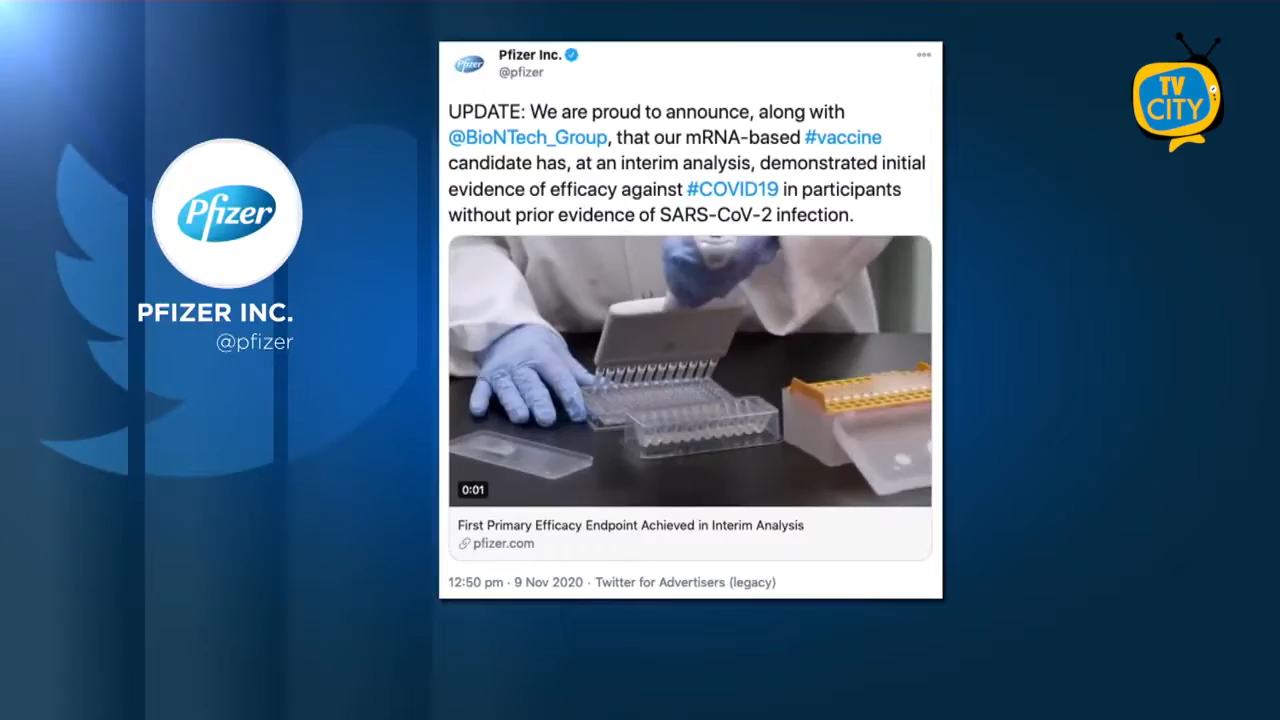 TV
CITY
Pfizer
PFIZER INC.
@pfizer
Pfizer
Pfizer Inc.
@pfizer
UPDATE: We are proud to announce, along with
@BioNTech_Group, that our mRNA-based #vaccine
candidate has, at an interim analysis, demonstrated initial
evidence of efficacy against #COVID19 in participants
without prior evidence of SARS-CoV-2 infection.
0:01
First Primary Efficacy Endpoint Achieved in Interim Analysis
pfizer.com
12:50 pm · 9 Nov 2020 · Twitter for Advertisers (legacy)